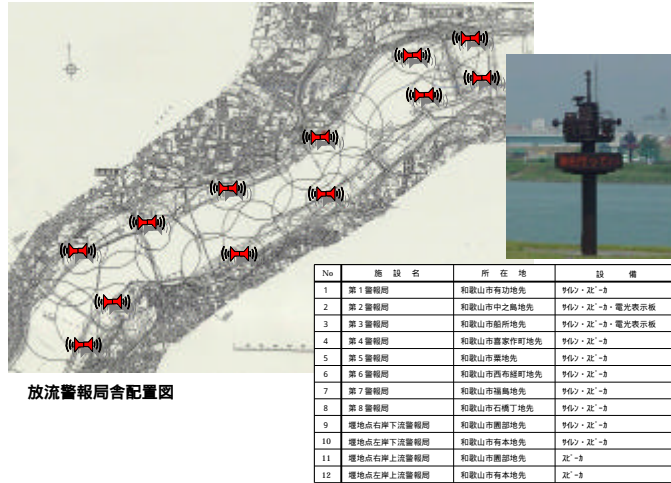 放流警報局舎配置図
No 施設名 所在地 設備
1 第1警報局 和歌山市有功地先 ｻｲﾚﾝ・ｽﾋﾟｰｶ
2 第2警報局 和歌山市中之島地先 ｻｲﾚﾝ・ｽﾋﾟｰｶ・電光表示板
3 第3警報局 和歌山市船所地先 ｻｲﾚﾝ・ｽﾋﾟｰｶ・電光表示板
4 第4警報局 和歌山市嘉家作町地先 ｻｲﾚﾝ・ｽﾋﾟｰｶ
5 第5警報局 和歌山市粟地先 ｻｲﾚﾝ・ｽﾋﾟｰｶ
6 第6警報局 和歌山市西布経町地先 ｻｲﾚﾝ・ｽﾋﾟｰｶ
7 第7警報局 和歌山市福島地先 ｻｲﾚﾝ・ｽﾋﾟｰｶ
8 第8警報局 和歌山市石橋丁地先 ｻｲﾚﾝ・ｽﾋﾟｰｶ
9 堰地点右岸下流警報局 和歌山市園部地先 ｻｲﾚﾝ・ｽﾋﾟｰｶ
10 堰地点左岸下流警報局 和歌山市有本地先 ｻｲﾚﾝ・ｽﾋﾟｰｶ
11 堰地点右岸上流警報局 和歌山市園部地先 ｽﾋﾟｰｶ
12 堰地点左岸上流警報局 和歌山市有本地先 ｽﾋﾟｰｶ